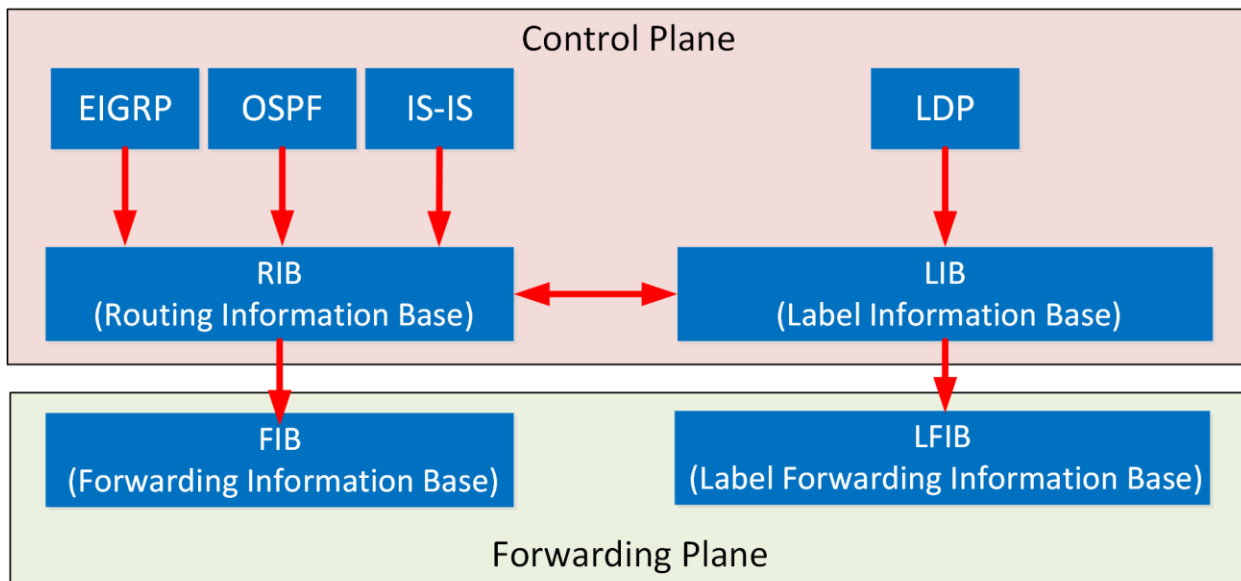 Control Plane
EIGRP
OSPF
IS-IS
LDP
RIB
(Routing Information Base)
LIB
(Label Information Base)
FIB
(Forwarding Information Base)
LFIB
(Label Forwarding Information Base)
Forwarding Plane